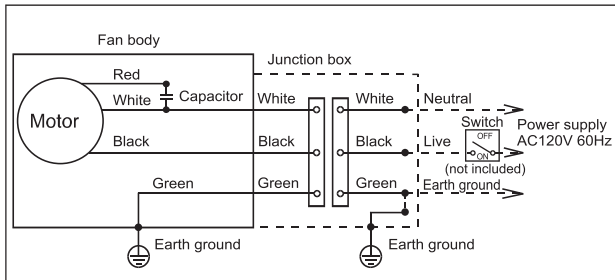 Fan body
Junction box
Red
White
Capacitor
White
White
Neutral
Motor
Switch
OFF
ON
(not included)
Power supply
AC120V 60Hz
Black
Black
Black
Live
Green
Green
Green
Earth ground
Earth ground
Earth ground